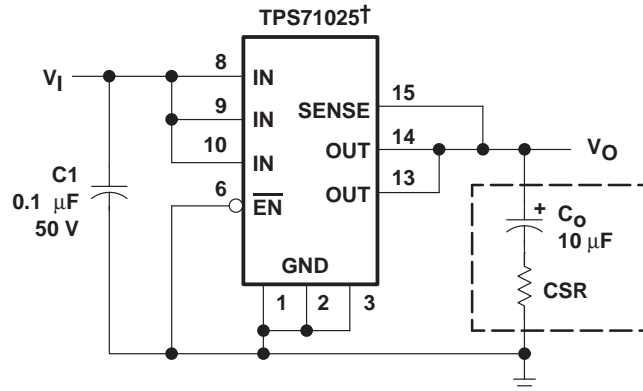 TPS71025†
VI
8
IN
9
IN
10
IN
6
EN
SENSE
15
OUT
14
OUT
13
VO
C1
0.1 μF
50 V
GND
1
2
3
+
Co
10 μF
CSR